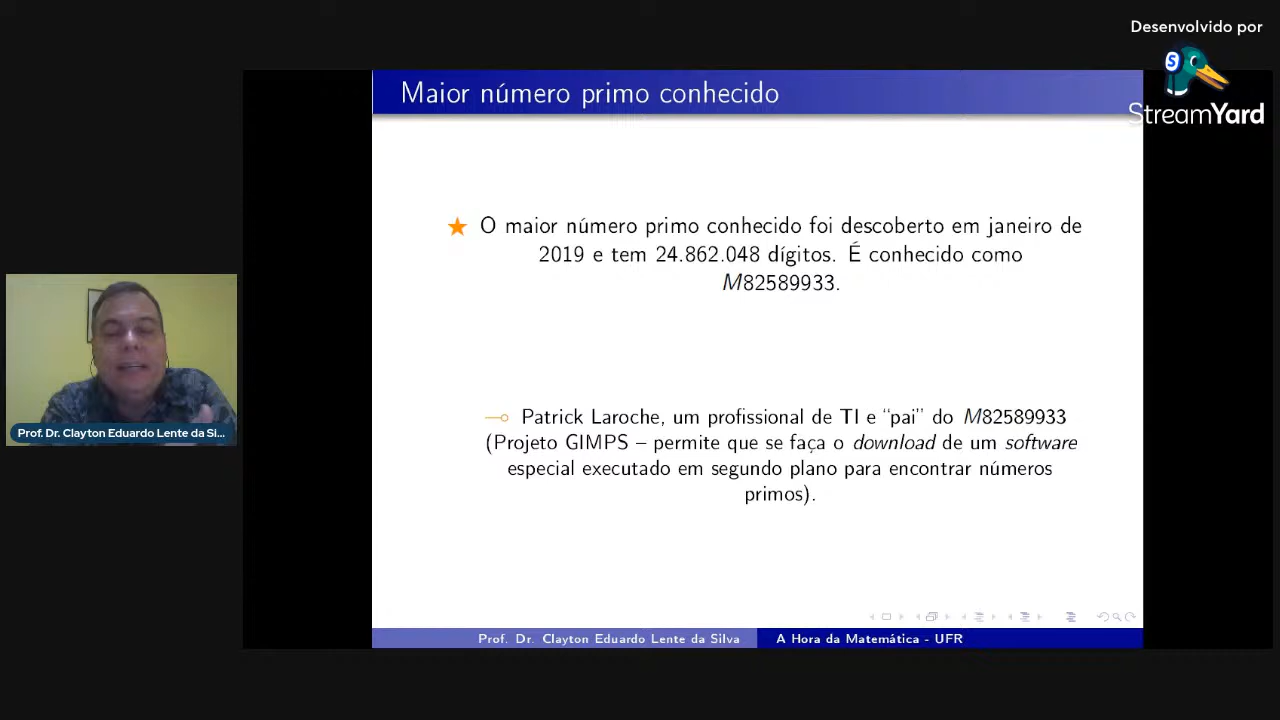 Desenvolvido por
StreamYard
Maior número primo conhecido
O maior número primo conhecido foi descoberto em janeiro de
2019 e tem 24.862.048 dígitos. É conhecido como
M82589933.
Patrick Laroche, um profissional de TI e “pai” do M82589933
(Projeto GIMPS – permite que se faça o download de um software
especial executado em segundo plano para encontrar números
primos).
Prof. Dr. Clayton Eduardo Lente da Si...
Prof. Dr. Clayton Eduardo Lente da Silva
A Hora da Matemática - UFR